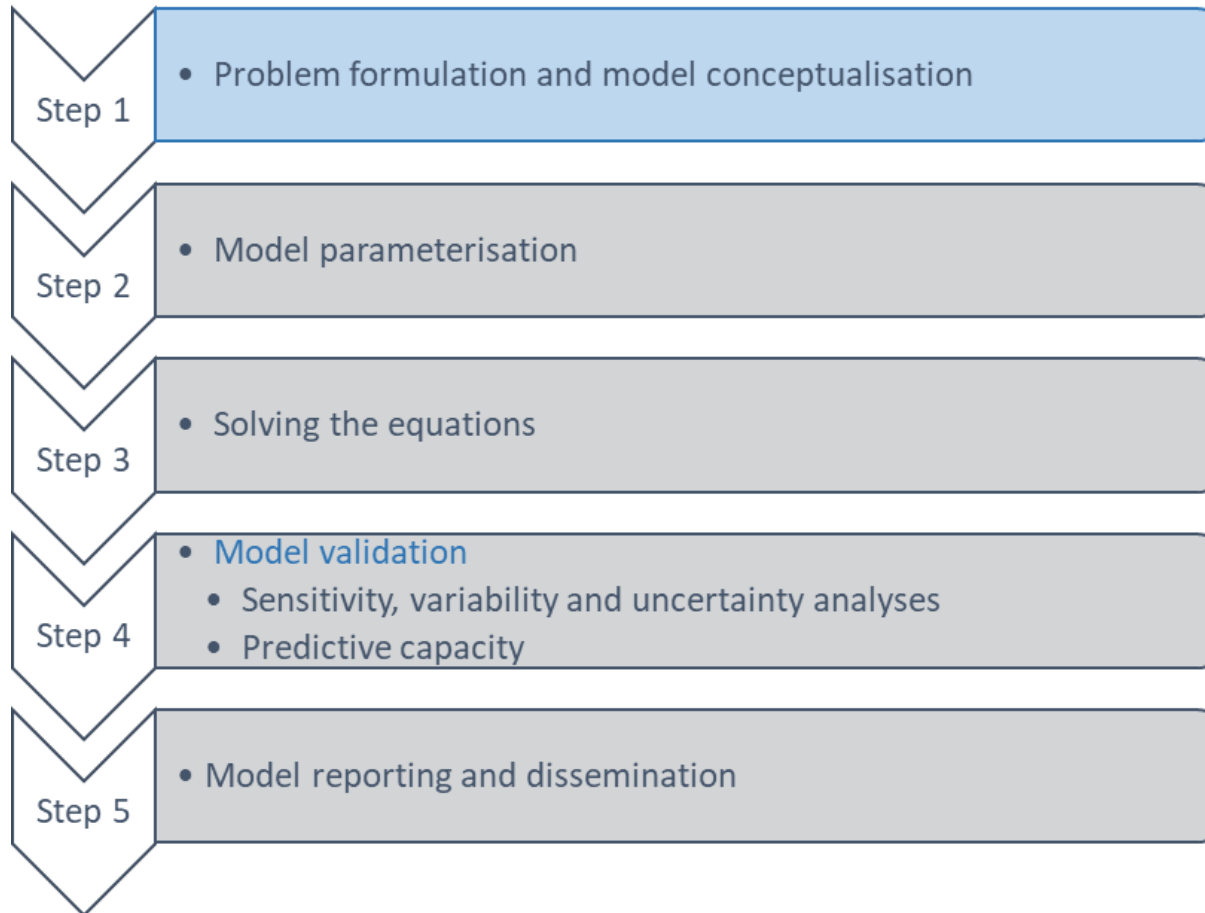 Step 1
• Problem formulation and model conceptualisation
Step 2
• Model parameterisation
Step 3
• Solving the equations
Step 4
• Model validation
• Sensitivity, variability and uncertainty analyses
• Predictive capacity
Step 5
• Model reporting and dissemination